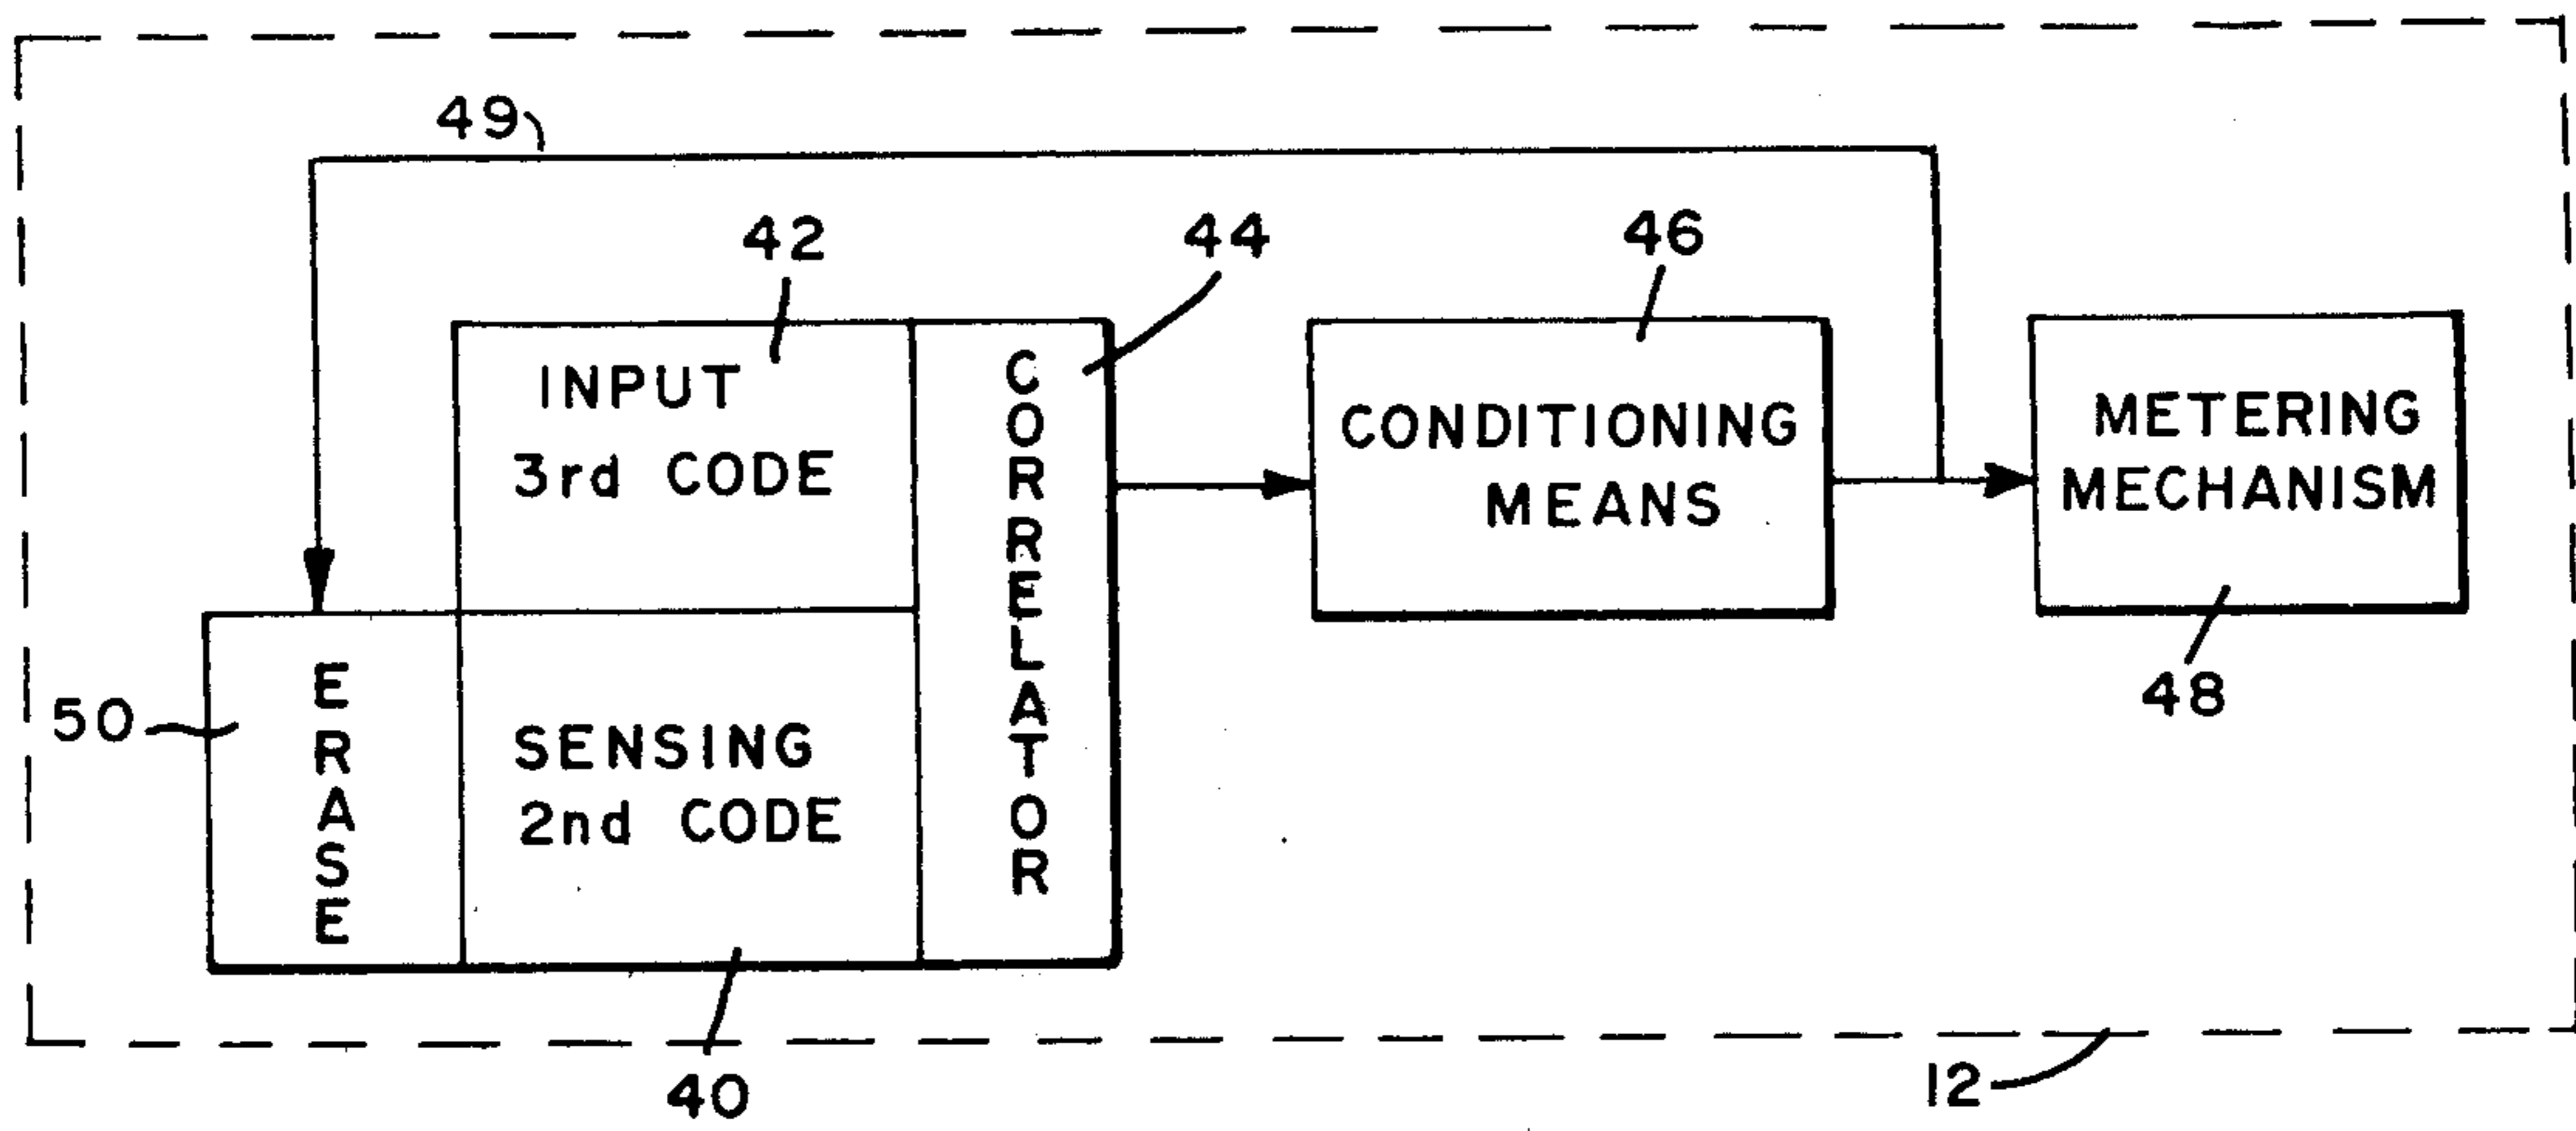 49
42
44
46
INPUT
3rd CODE
CORRELATOR
CONDITIONING
MEANS
METERING
MECHANISM
48
50
ERASE
SENSING
2nd CODE
40
12